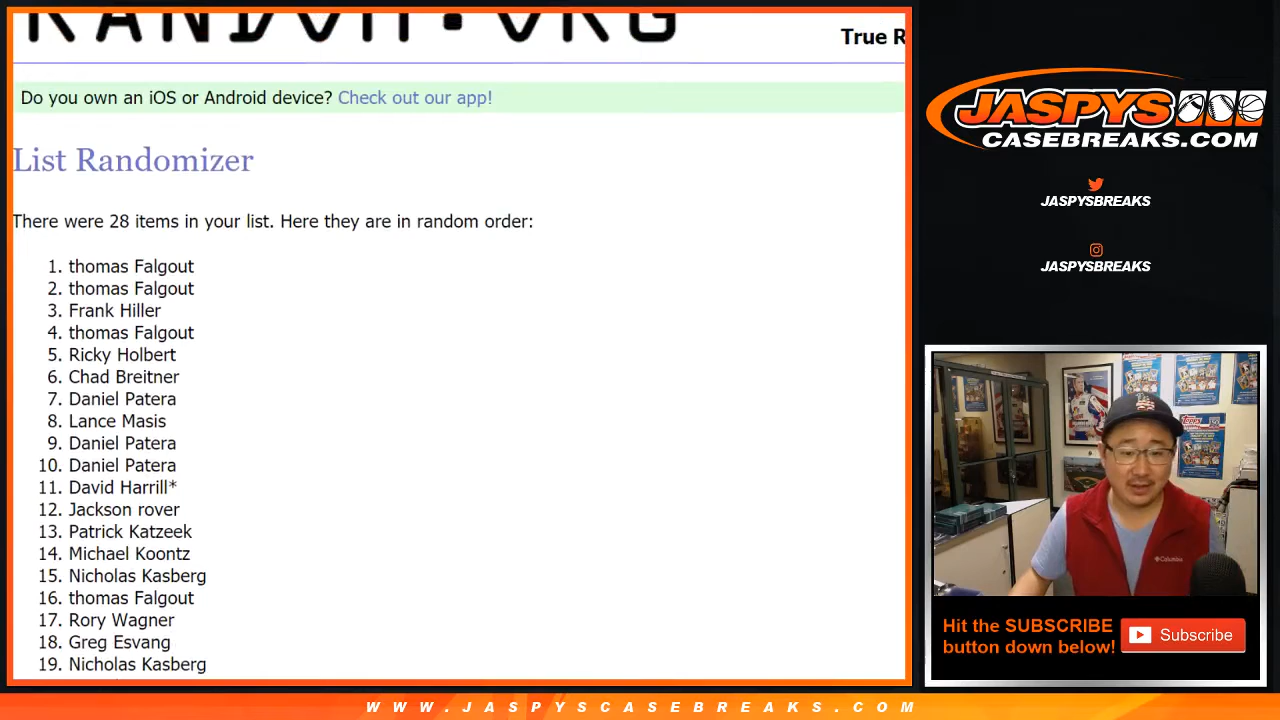 RANDOM.ORG
True R
Do you own an iOS or Android device? Check out our app!
List Randomizer
There were 28 items in your list. Here they are in random order:
1. thomas Falgout
2. thomas Falgout
3. Frank Hiller
4. thomas Falgout
5. Ricky Holbert
6. Chad Breitner
7. Daniel Patera
8. Lance Masis
9. Daniel Patera
10. Daniel Patera
11. David Harrill*
12. Jackson rover
13. Patrick Katzeek
14. Michael Koontz
15. Nicholas Kasberg
16. thomas Falgout
17. Rory Wagner
18. Greg Esvang
19. Nicholas Kasberg
JASPYS
CASEBREAKS.COM
JASPYSBREAKS
JASPYSBREAKS
Topps
Columbia
Hit the SUBSCRIBE
button down below!
Subscribe
WWW.JASPYSCASEBREAKS.COM